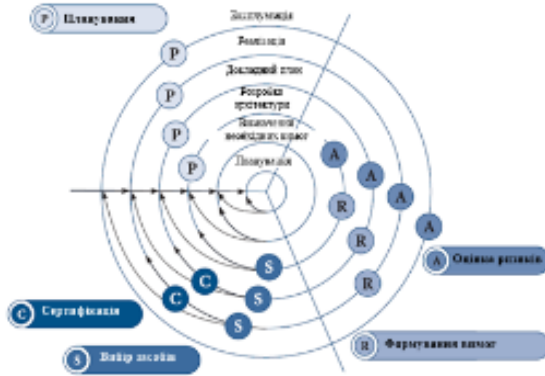 P Планування
Експлуатація
Реалізація
Докладний план
Розробка
архітектури
Визначення
необхідних вимог
Планування
P
P
P
P
A
A
A
A
R
R
R
S
S
S
C
C
A Оцінка ризиків
C Сертифікація
S Вибір засобів
R Формування вимог